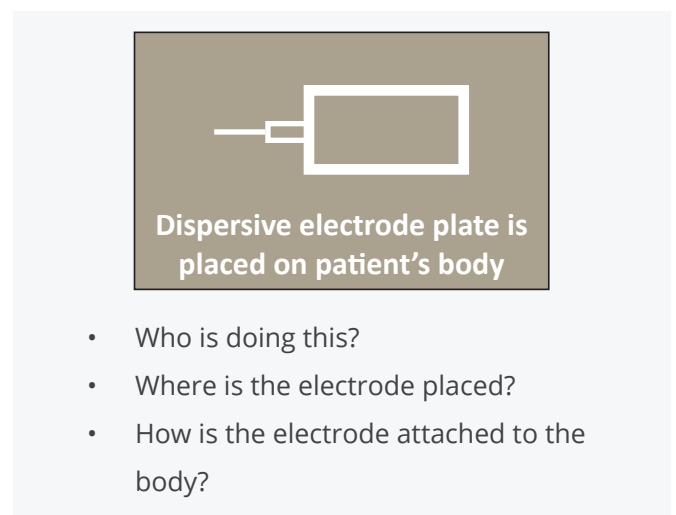 Dispersive electrode plate is
placed on patient’s body
• Who is doing this?
• Where is the electrode placed?
• How is the electrode attached to the
body?